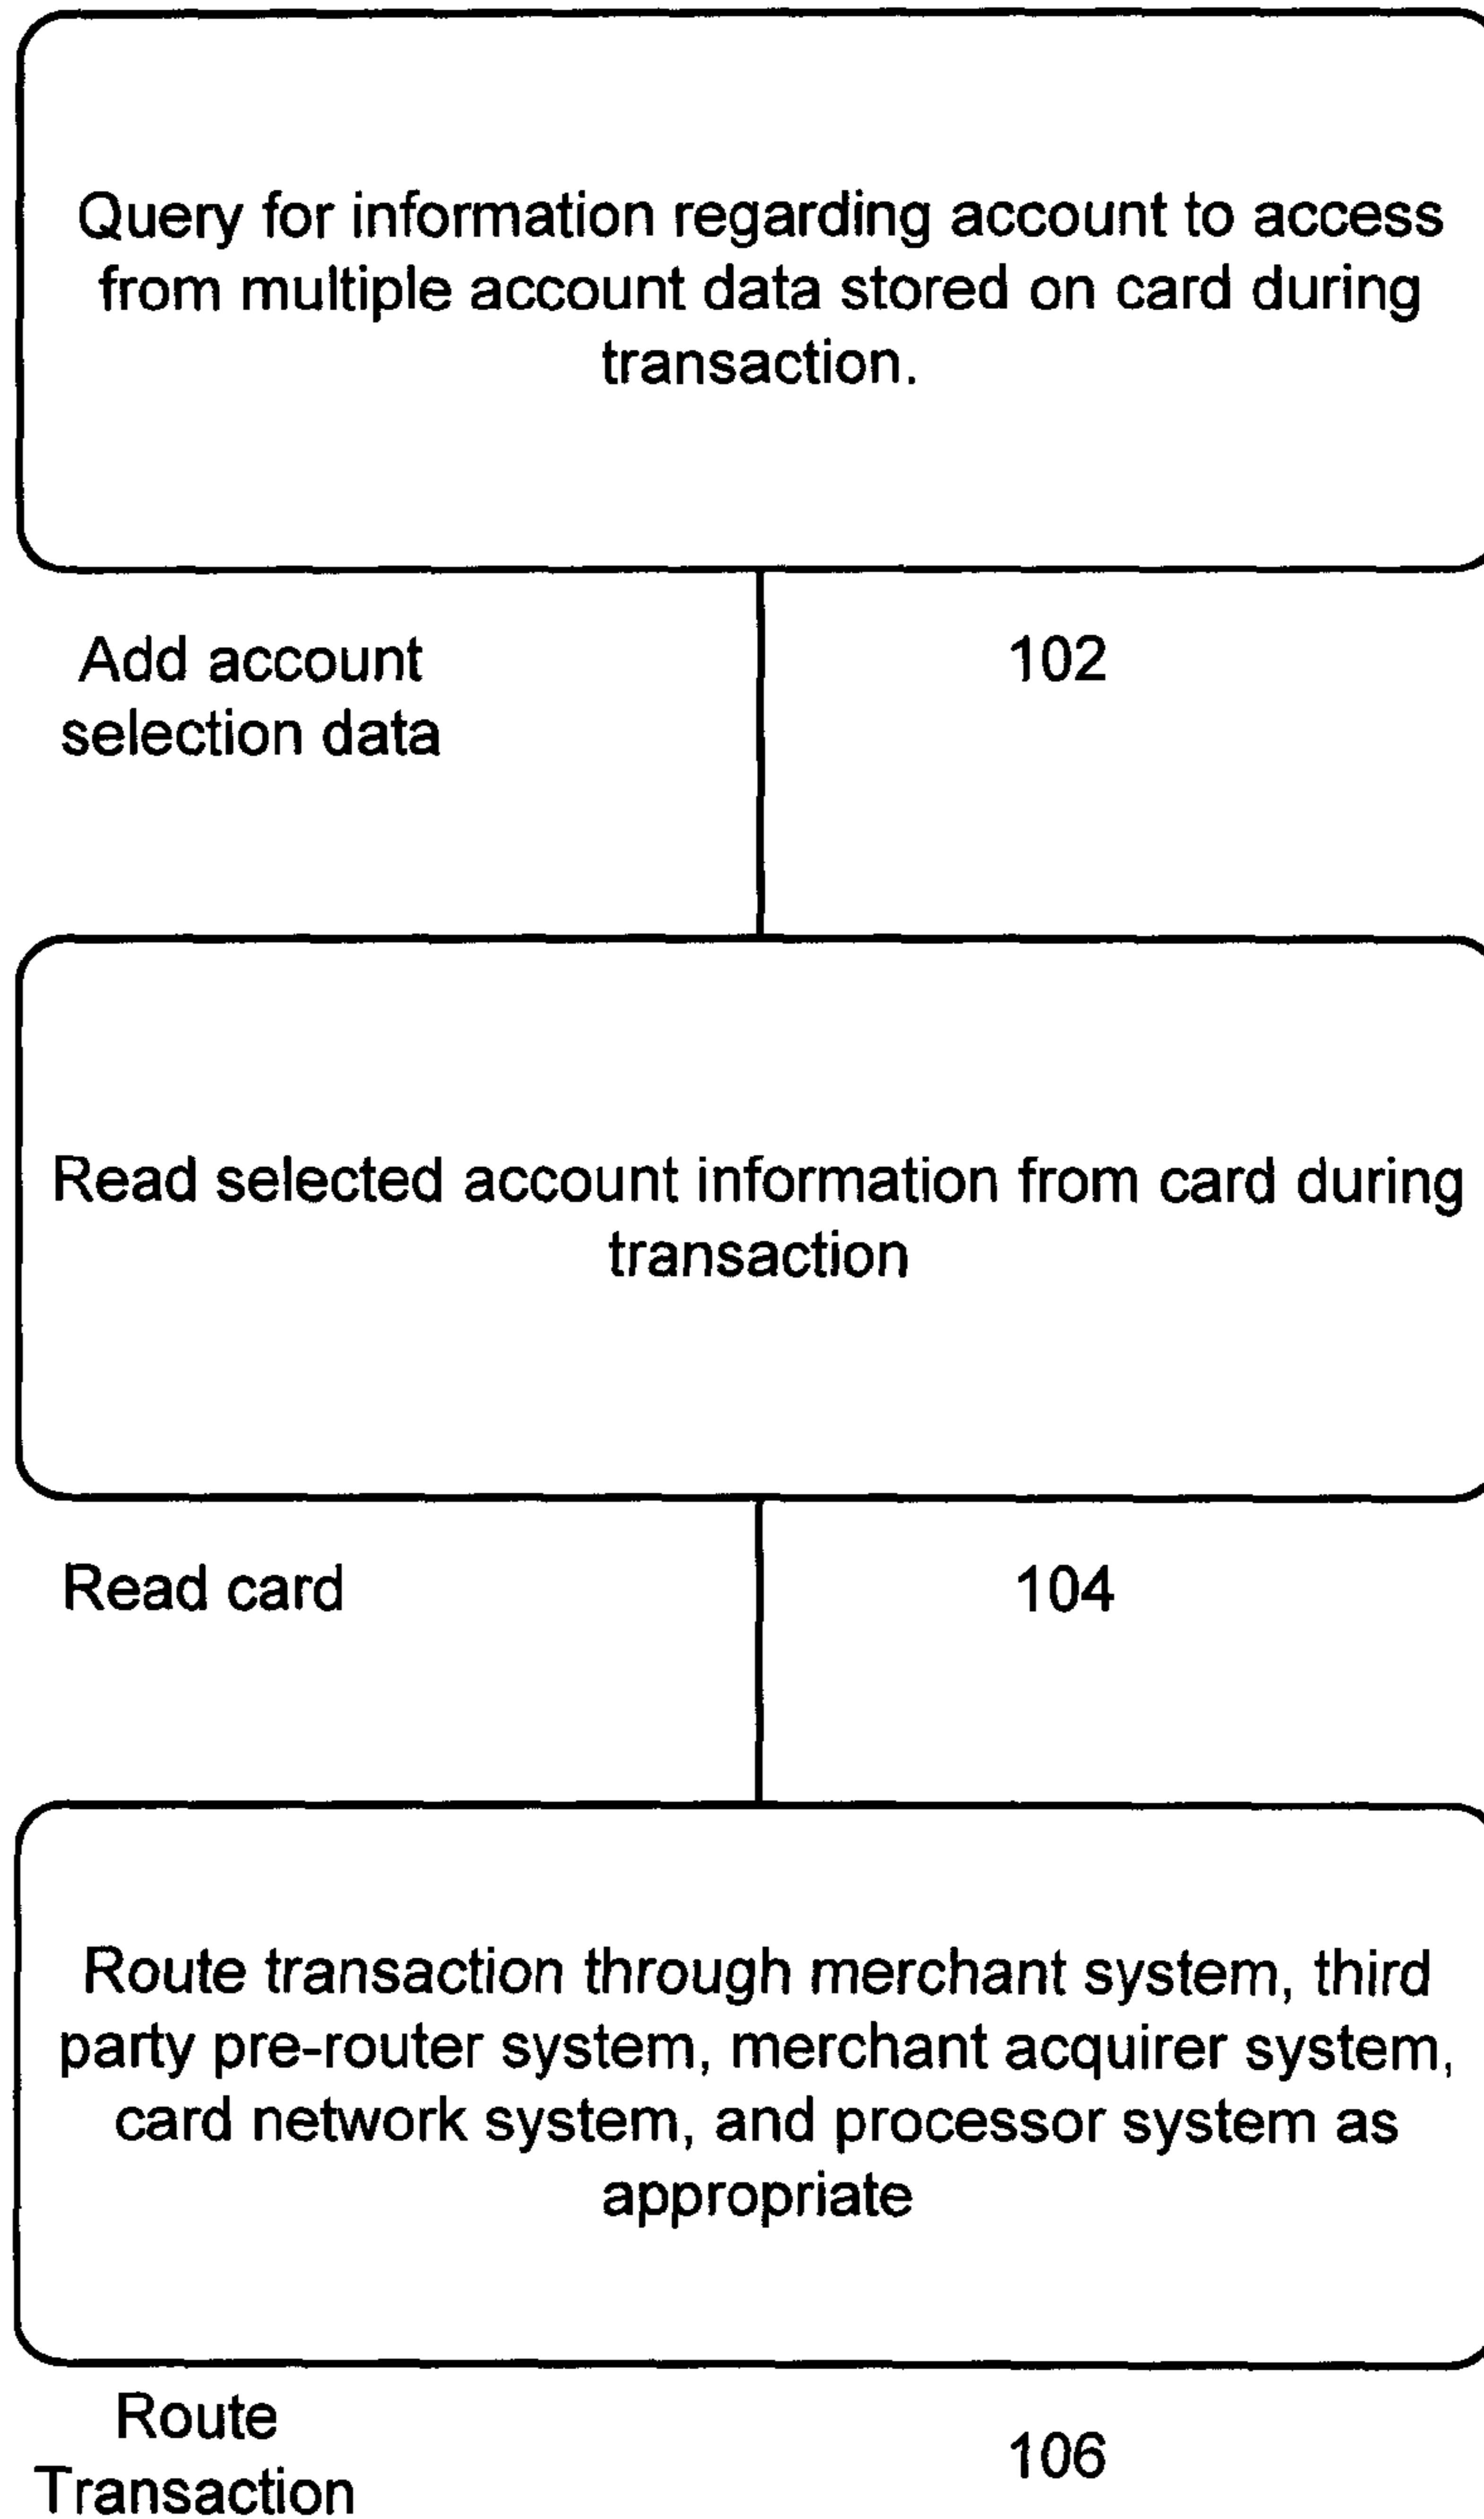 Query for information regarding account to access
from multiple account data stored on card during
transaction.
Add account
selection data
102
Read selected account information from card during
transaction
Read card
104
Route transaction through merchant system, third
party pre-router system, merchant acquirer system,
card network system, and processor system as
appropriate
Route
Transaction
106